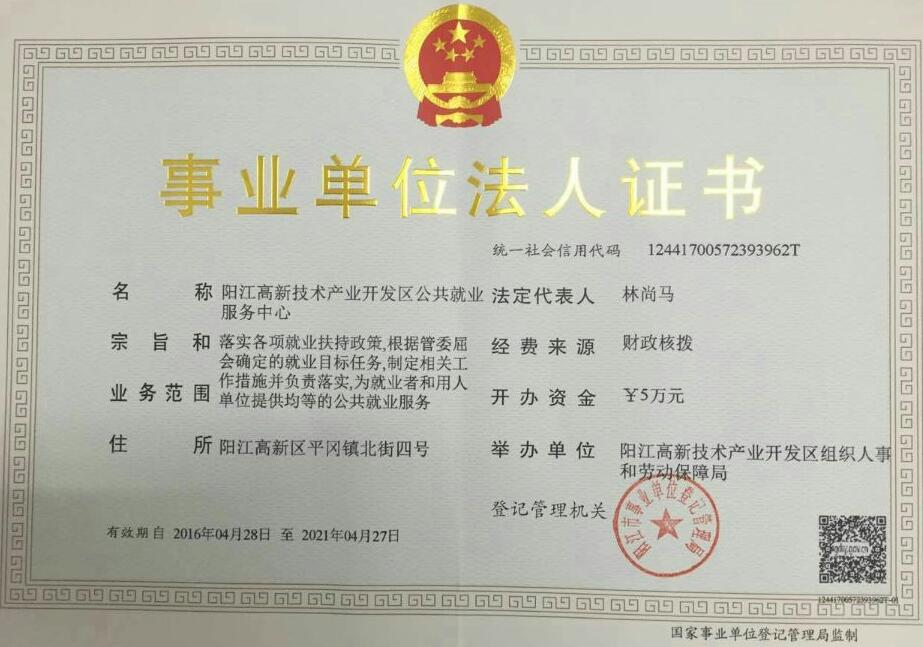 事业单位法人证书
统一社会信用代码 12441700572393962T
名称 阳江高新技术产业开发区公共就业
服务中心
法定代表人 林尚马
宗旨和
业务范围
落实各项就业扶持政策,根据管委屈
会确定的就业目标任务,制定相关工
作措施并负责落实,为就业者和用人
单位提供均等的公共就业服务
经费来源 财政核拨
开办资金 ￥5万元
住所 阳江高新区平冈镇北街四号
举办单位 阳江高新技术产业开发区组织人事
和劳动保障局
登记管理机关
阳江市事业单位登记管理局
有效期自 2016年04月28日 至 2021年04月27日
12441700572393962T-01
国家事业单位登记管理局监制